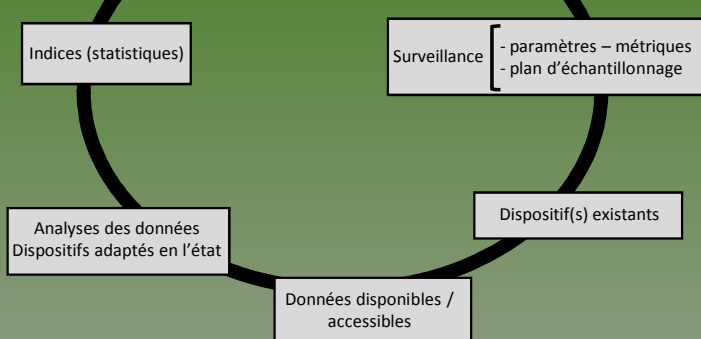 Indices (statistiques)
Surveillance
- paramètres – métriques
- plan d'échantillonnage
Dispositif(s) existants
Analyses des données
Dispositifs adaptés en l'état
Données disponibles /
accessibles